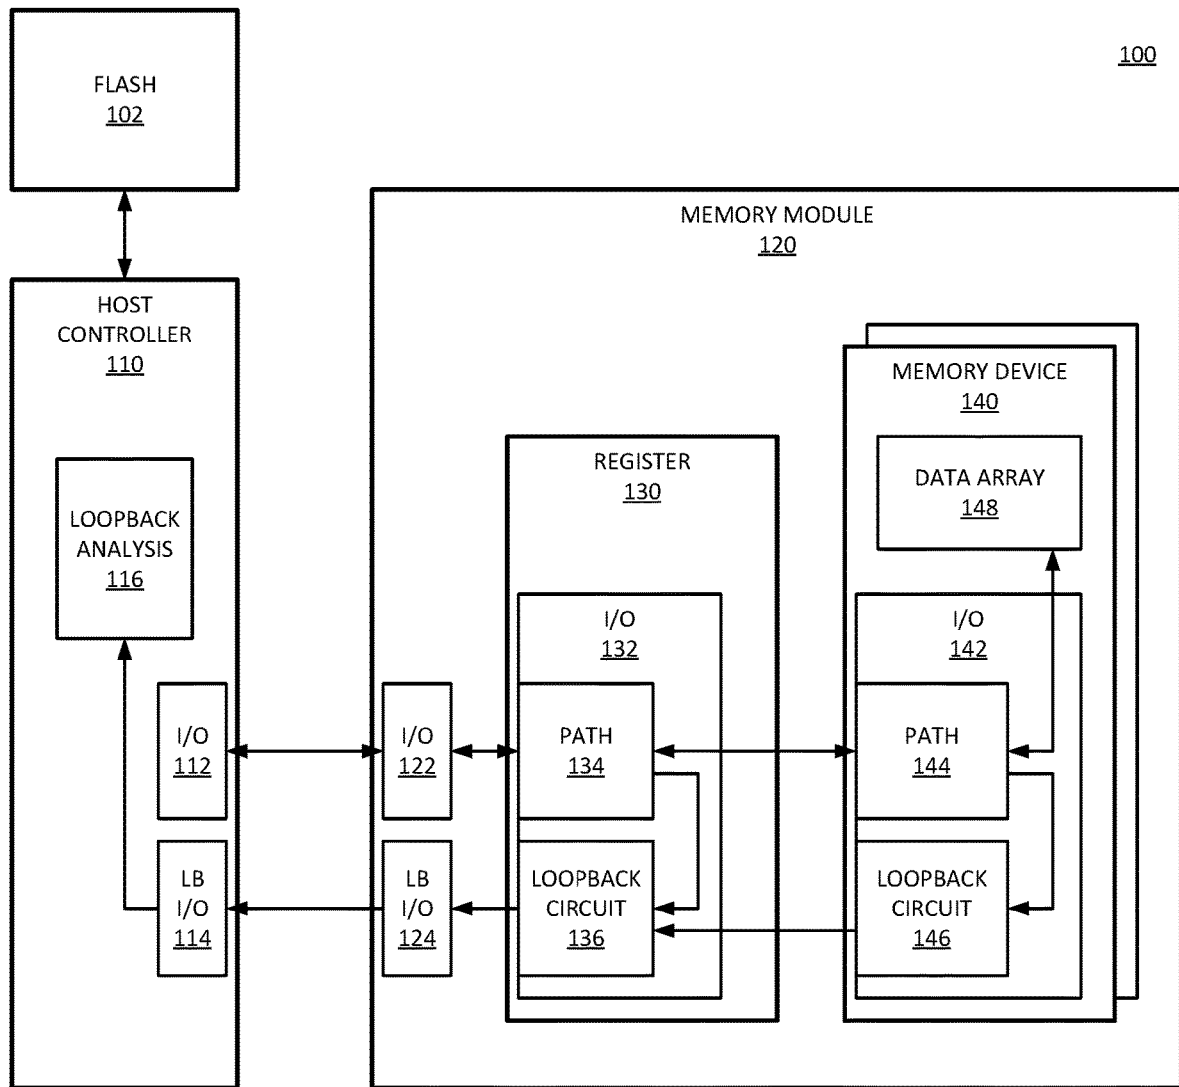 100
FLASH
102
MEMORY MODULE
120
HOST
CONTROLLER
110
MEMORY DEVICE
140
REGISTER
130
DATA ARRAY
148
LOOPBACK
ANALYSIS
116
I/O
132
I/O
142
I/O
112
I/O
122
PATH
134
PATH
144
LB
I/O
114
LB
I/O
124
LOOPBACK
CIRCUIT
136
LOOPBACK
CIRCUIT
146